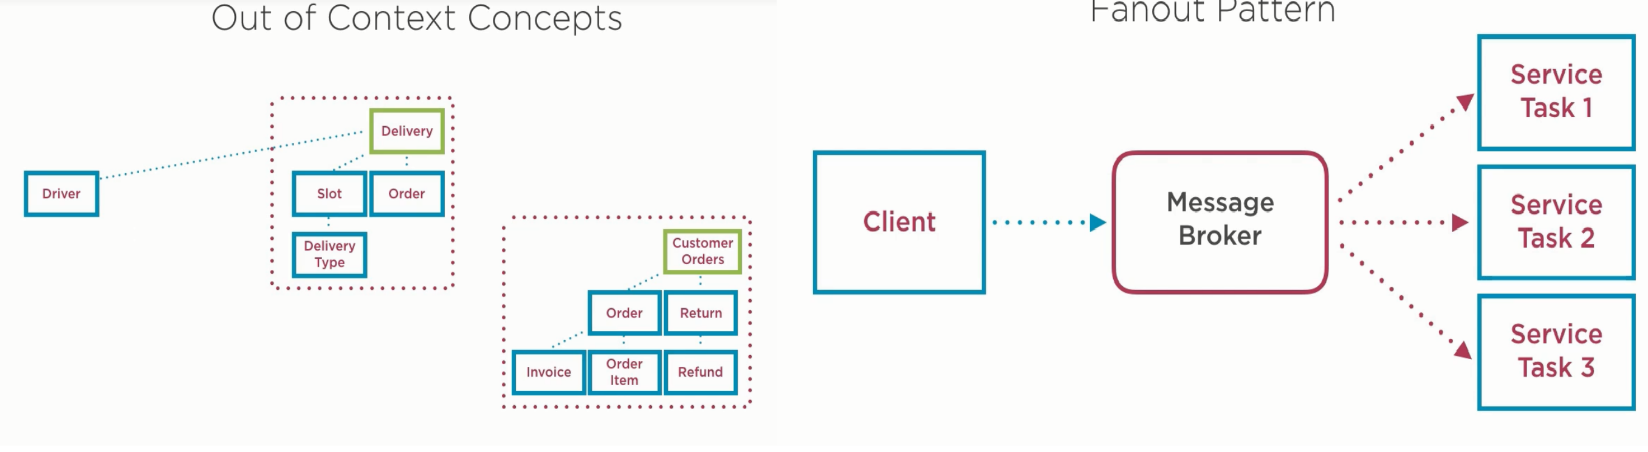 Out of Context Concepts
Delivery
Driver
Slot
Order
Delivery
Type
Customer
Orders
Order
Return
Invoice
Order
Item
Refund
Fanout Pattern
Client
Message
Broker
Service
Task 1
Service
Task 2
Service
Task 3